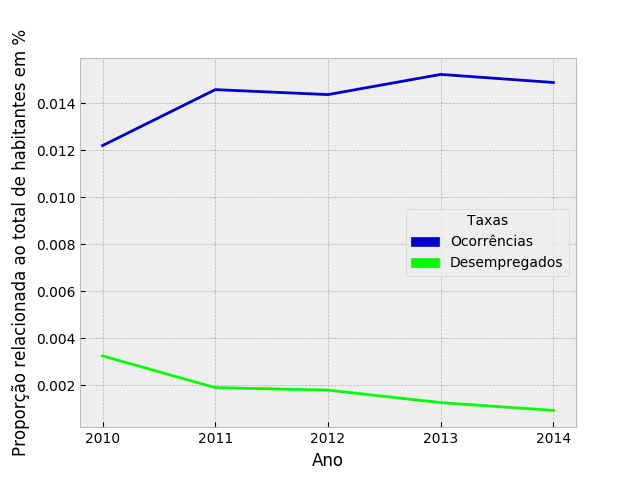 Proporção relacionada ao total de habitantes em %
0.014
0.012
0.010
0.008
0.006
0.004
0.002
Taxas
Ocorrências
Desempregados
2010 2011 2012 2013 2014
Ano